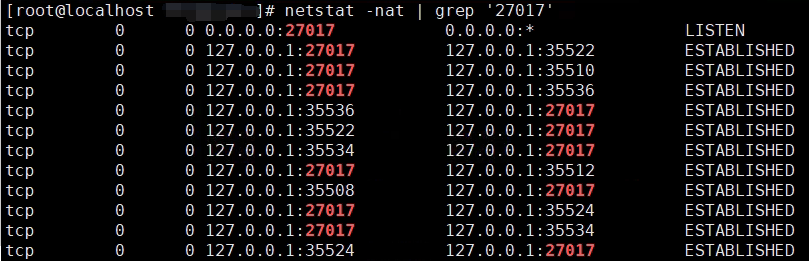 [root@localhost ]# netstat -nat | grep '27017'
tcp 0 0 0.0.0.0:27017 0.0.0.0:* LISTEN
tcp 0 0 127.0.0.1:27017 127.0.0.1:35522 ESTABLISHED
tcp 0 0 127.0.0.1:27017 127.0.0.1:35510 ESTABLISHED
tcp 0 0 127.0.0.1:27017 127.0.0.1:35536 ESTABLISHED
tcp 0 0 127.0.0.1:35536 127.0.0.1:27017 ESTABLISHED
tcp 0 0 127.0.0.1:35522 127.0.0.1:27017 ESTABLISHED
tcp 0 0 127.0.0.1:35534 127.0.0.1:27017 ESTABLISHED
tcp 0 0 127.0.0.1:27017 127.0.0.1:35512 ESTABLISHED
tcp 0 0 127.0.0.1:35508 127.0.0.1:27017 ESTABLISHED
tcp 0 0 127.0.0.1:27017 127.0.0.1:35524 ESTABLISHED
tcp 0 0 127.0.0.1:27017 127.0.0.1:35534 ESTABLISHED
tcp 0 0 127.0.0.1:35524 127.0.0.1:27017 ESTABLISHED